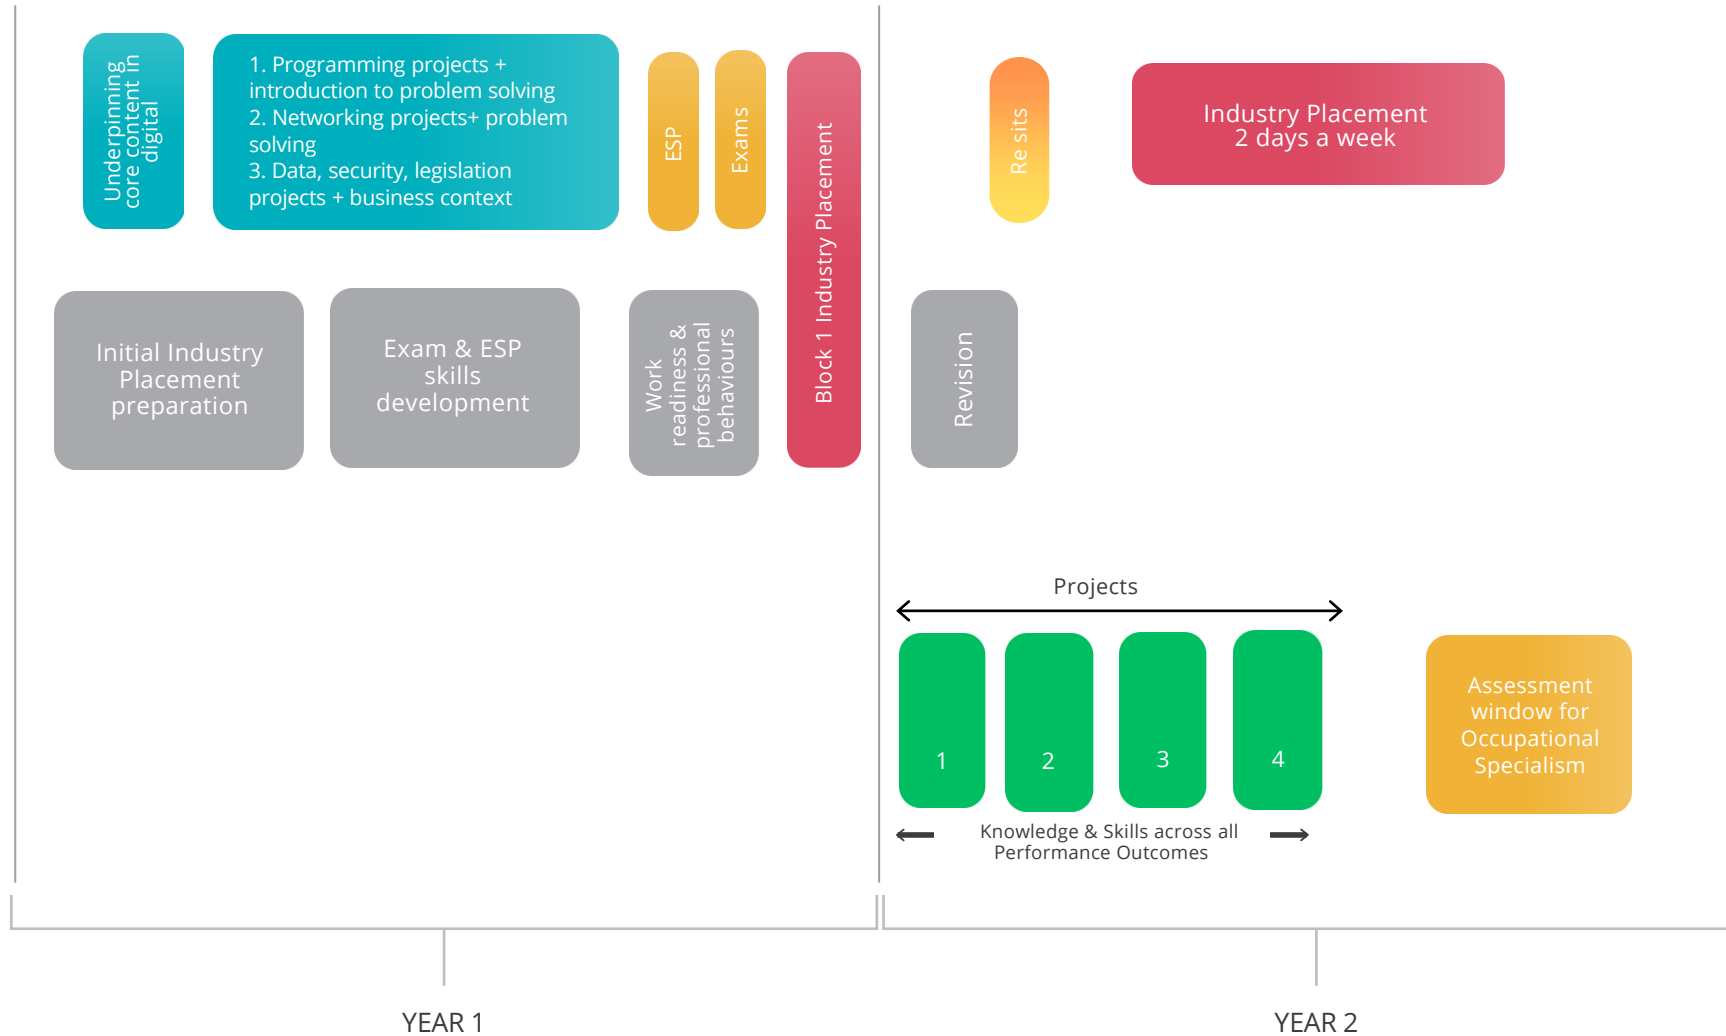 Underpinning
core content in
digital
1. Programming projects +
introduction to problem solving
2. Networking projects+ problem
solving
3. Data, security, legislation
projects + business context
ESP
Exams
Block 1 Industry Placement
Initial Industry
Placement
preparation
Exam & ESP
skills
development
Work
readiness &
professional
behaviours
Re sits
Industry Placement
2 days a week
Revision
Projects
1
2
3
4
Knowledge & Skills across all
Performance Outcomes
Assessment
window for
Occupational
Specialism
YEAR 1
YEAR 2